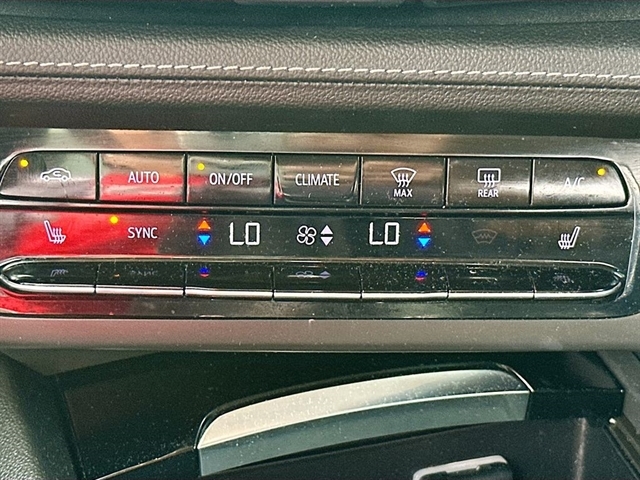 AUTO ON/OFF CLIMATE MAX REAR A/C
SYNC LO LO